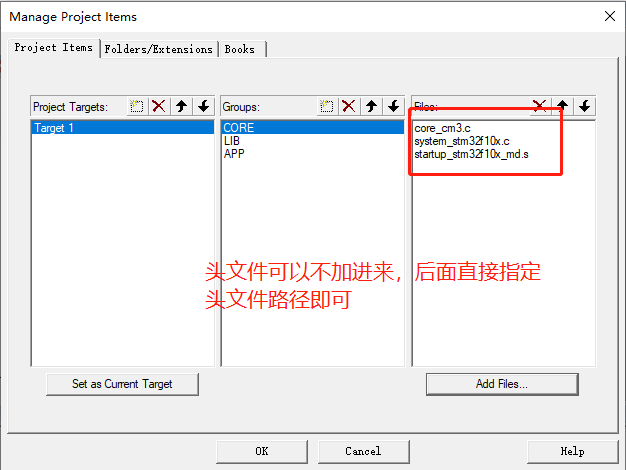 Manage Project Items
Project Items Folders/Extensions Books
Project Targets: Groups: Files:
Target 1 CORE core_cm3.c
LIB system_stm32f10x.c
APP startup_stm32f10x_md.s
头文件可以不加进来，后面直接指定
头文件路径即可
Set as Current Target Add Files...
OK Cancel Help